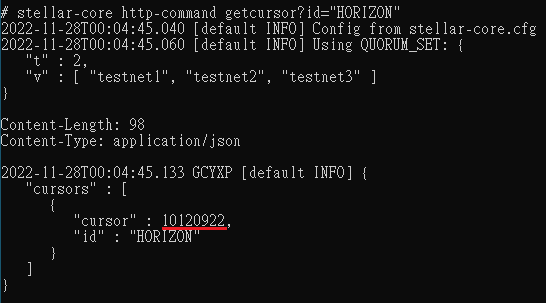 # stellar-core http-command getcursor?id="HORIZON"
2022-11-28T00:04:45.040 [default INFO] Config from stellar-core.cfg
2022-11-28T00:04:45.060 [default INFO] Using QUORUM_SET: {
"t" : 2,
"v" : [ "testnet1", "testnet2", "testnet3" ]
}
Content-Length: 98
Content-Type: application/json
2022-11-28T00:04:45.133 GCYXP [default INFO] {
"cursors" : [
{
"cursor" : 10120922,
"id" : "HORIZON"
}
]
}